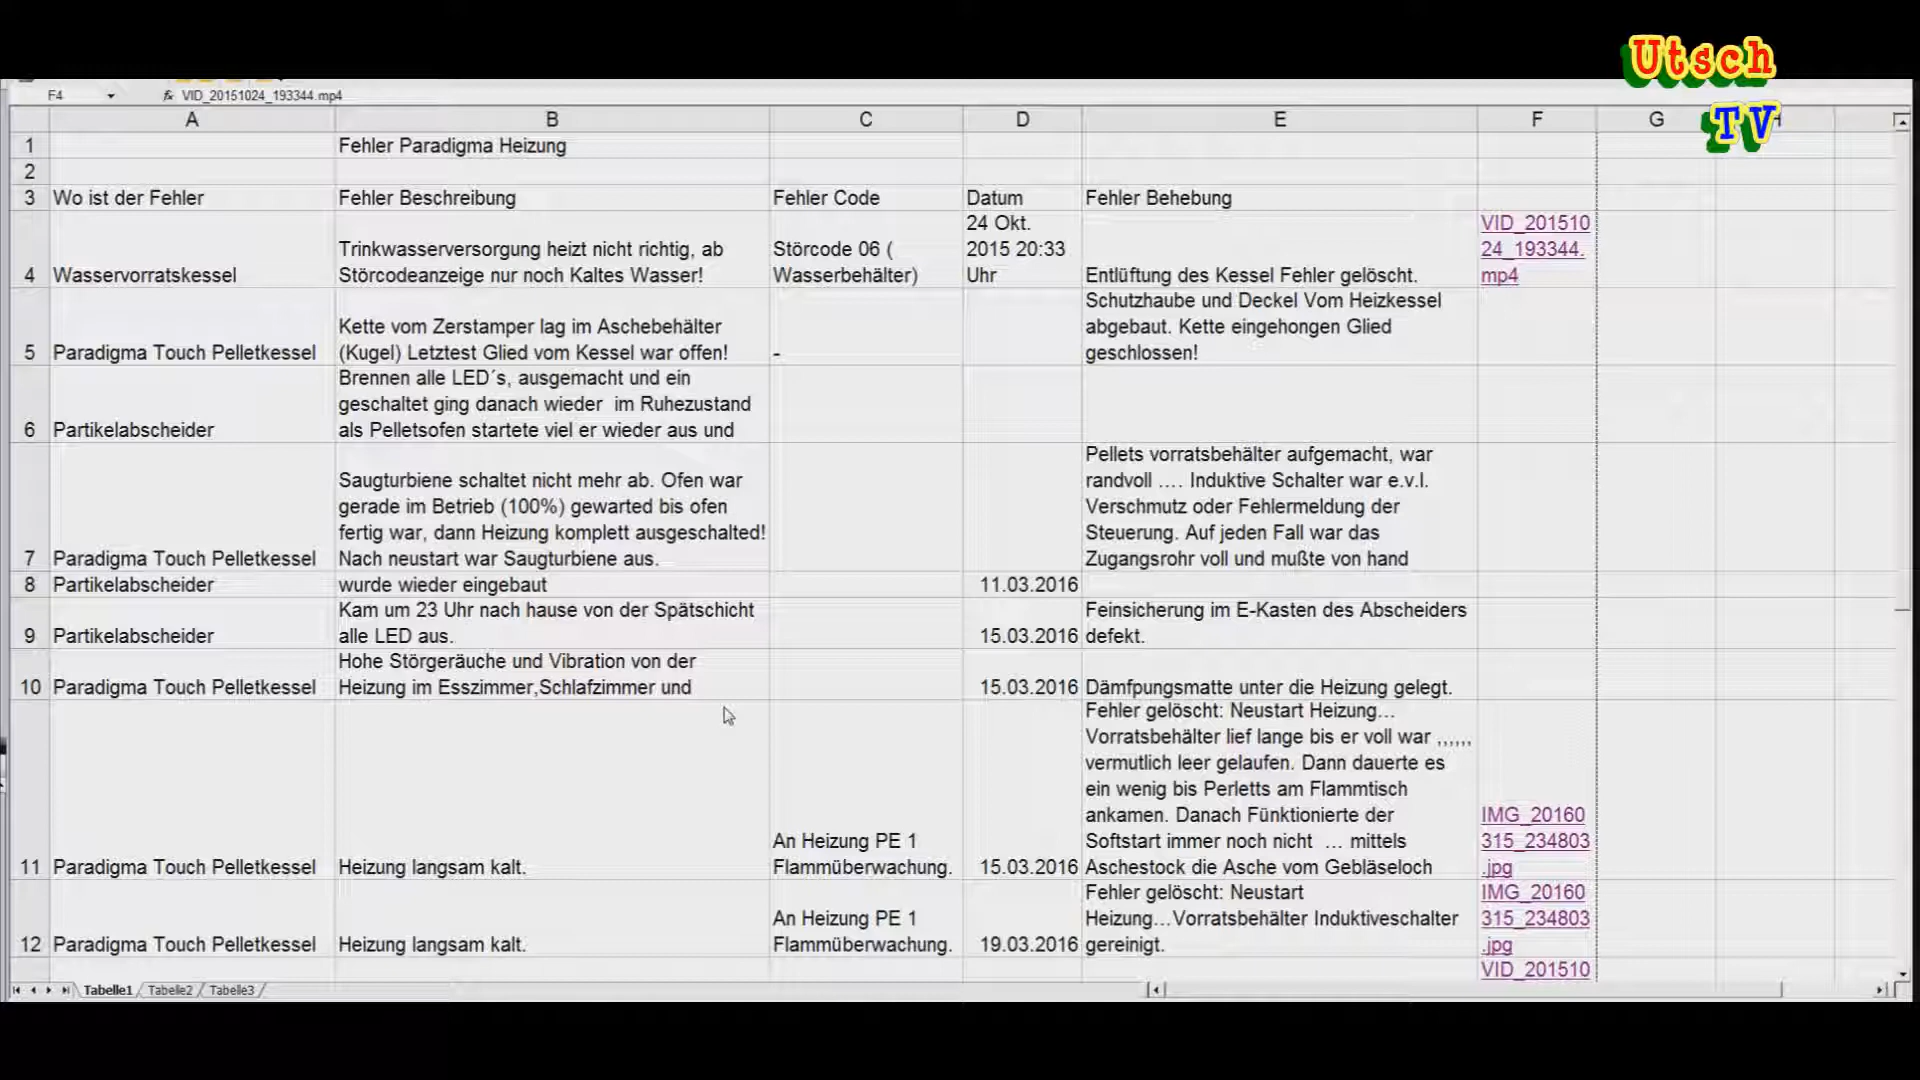 Utsch
TV
F4
fx VID_20151024_193344.mp4
A B C D E F G H
1 Fehler Paradigma Heizung
2
3 Wo ist der Fehler Fehler Beschreibung Fehler Code Datum Fehler Behebung
24 Okt. VID_201510
Trinkwasserversorgung heizt nicht richtig, ab Störcode 06 ( 2015 20:33 24_193344.
4 Wasservorratskessel Störcodeanzeige nur noch Kaltes Wasser! Wasserbehälter) Uhr Entlüftung des Kessel Fehler gelöscht. mp4
Schutzhaube und Deckel Vom Heizkessel
Kette vom Zerstamper lag im Aschebehälter abgebaut. Kette eingehongen Glied
5 Paradigma Touch Pelletkessel (Kugel) Letztest Glied vom Kessel war offen! - geschlossen!
Brennen alle LED´s, ausgemacht und ein
geschaltet ging danach wieder im Ruhezustand
6 Partikelabscheider als Pelletsofen startete viel er wieder aus und
Pellets vorratsbehälter aufgemacht, war
Saugturbiene schaltet nicht mehr ab. Ofen war randvoll .... Induktive Schalter war e.v.l.
gerade im Betrieb (100%) gewarted bis ofen Verschmutz oder Fehlermeldung der
fertig war, dann Heizung komplett ausgeschalted! Steuerung. Auf jeden Fall war das
7 Paradigma Touch Pelletkessel Nach neustart war Saugturbiene aus. Zugangsrohr voll und mußte von hand
8 Partikelabscheider wurde wieder eingebaut 11.03.2016
Kam um 23 Uhr nach hause von der Spätschicht Feinsicherung im E-Kasten des Abscheiders
9 Partikelabscheider alle LED aus. 15.03.2016 defekt.
Hohe Störgeräuche und Vibration von der
10 Paradigma Touch Pelletkessel Heizung im Esszimmer,Schlafzimmer und 15.03.2016 Dämfpungsmatte unter die Heizung gelegt.
Fehler gelöscht: Neustart Heizung...
Vorratsbehälter lief lange bis er voll war ,,,,,,
vermutlich leer gelaufen. Dann dauerte es
ein wenig bis Perletts am Flammtisch
ankamen. Danach Fünktionierte der IMG_20160
An Heizung PE 1 Softstart immer noch nicht ... mittels 315_234803
11 Paradigma Touch Pelletkessel Heizung langsam kalt. Flammüberwachung. 15.03.2016 Aschestock die Asche vom Gebläseloch .jpg
Fehler gelöscht: Neustart IMG_20160
An Heizung PE 1 Heizung...Vorratsbehälter Induktiveschalter 315_234803
12 Paradigma Touch Pelletkessel Heizung langsam kalt. Flammüberwachung. 19.03.2016 gereinigt. .jpg
VID_201510
Tabelle1 Tabelle2 Tabelle3